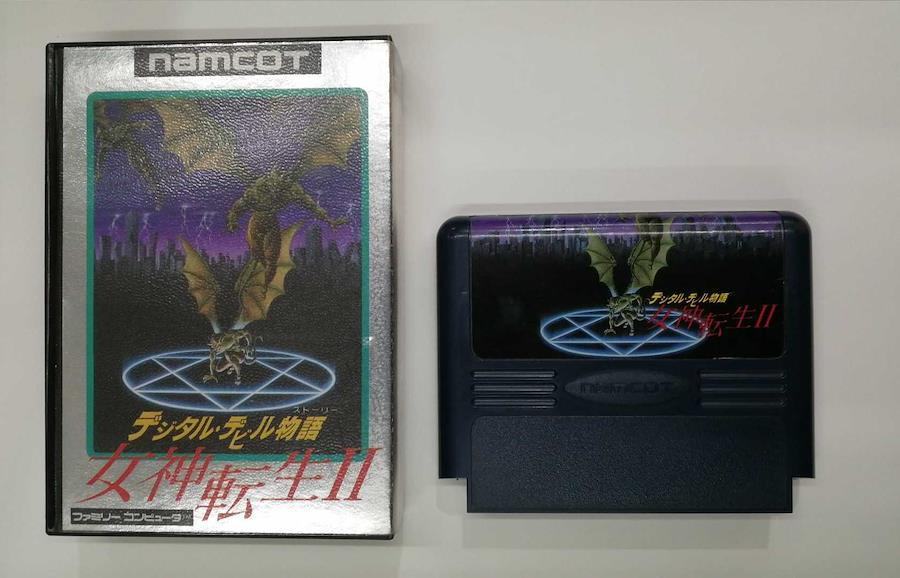 namcoT
ストーリー
デジタル・デビル物語
女神転生II
ファミリーコンピュータ
デジタル・デビル物語
女神転生II
namcoT